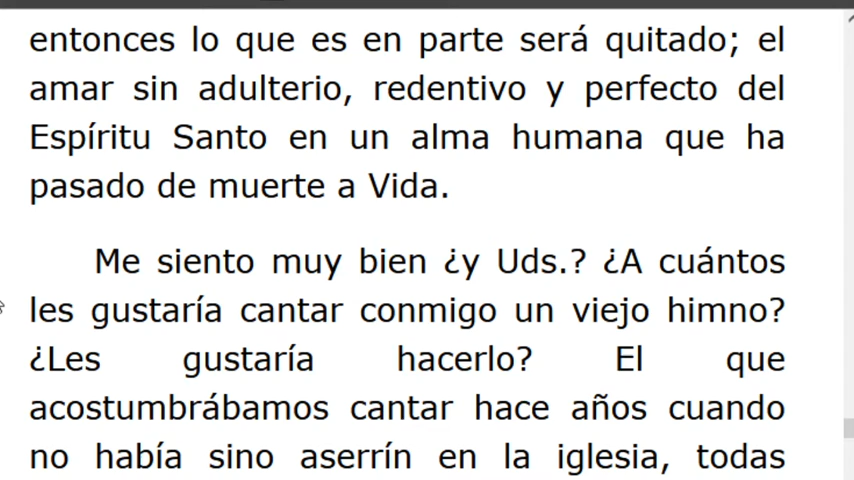 entonces lo que es en parte será quitado; el
amar sin adulterio, redentivo y perfecto del
Espíritu Santo en un alma humana que ha
pasado de muerte a Vida.
Me siento muy bien ¿y Uds.? ¿A cuántos
les gustaría cantar conmigo un viejo himno?
¿Les gustaría hacerlo? El que
acostumbrábamos cantar hace años cuando
no había sino aserrín en la iglesia, todas